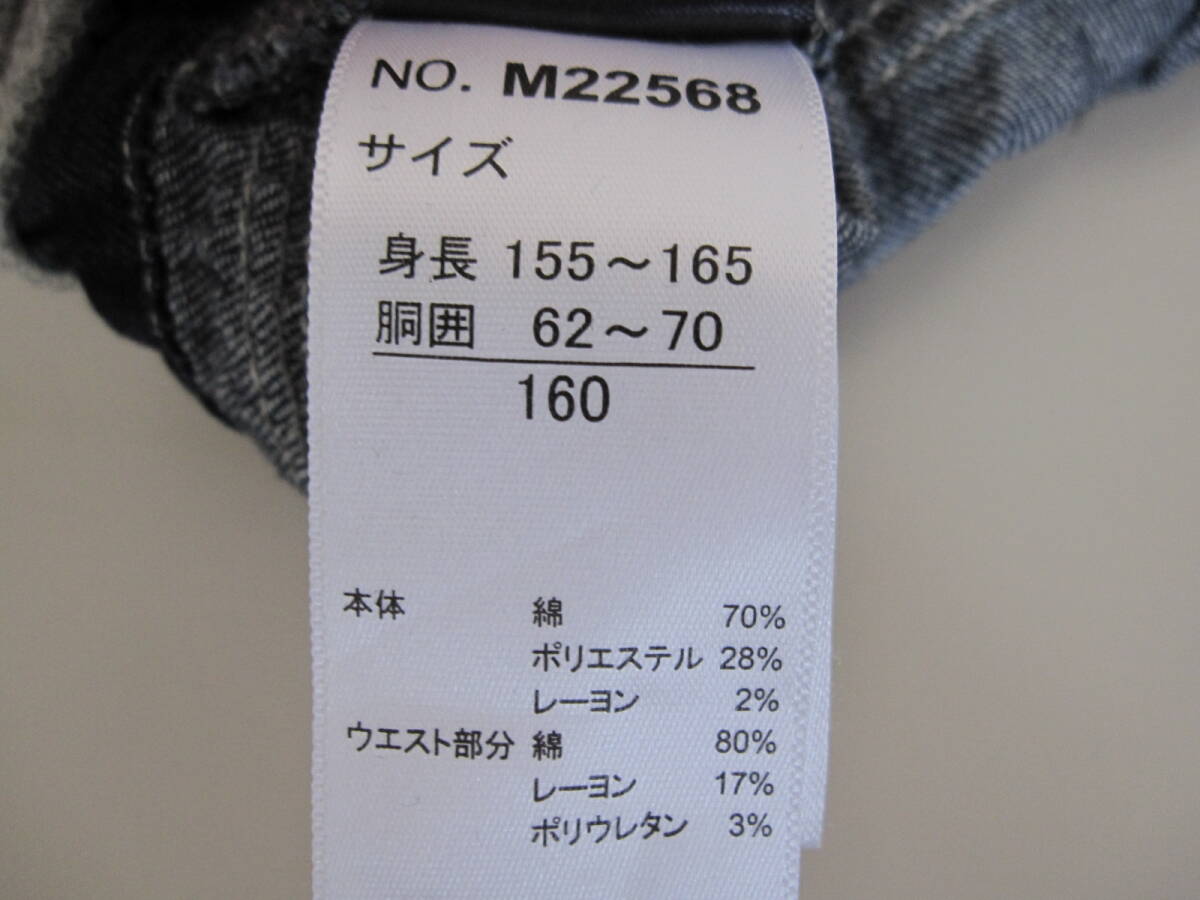 NO. M22568
サイズ
身長 155～165
胴囲 62～70
160
本体 綿 70%
ポリエステル 28%
レーヨン 2%
ウエスト部分 綿 80%
レーヨン 17%
ポリウレタン 3%